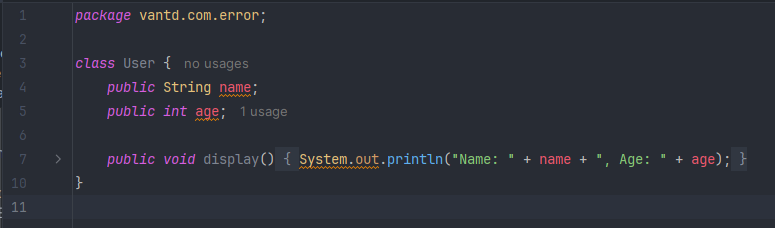 1 package vantd.com.error;
2
3 class User { no usages
4 public String name;
5 public int age; 1 usage
6
7 public void display() { System.out.println("Name: " + name + ", Age: " + age); }
10 }
11